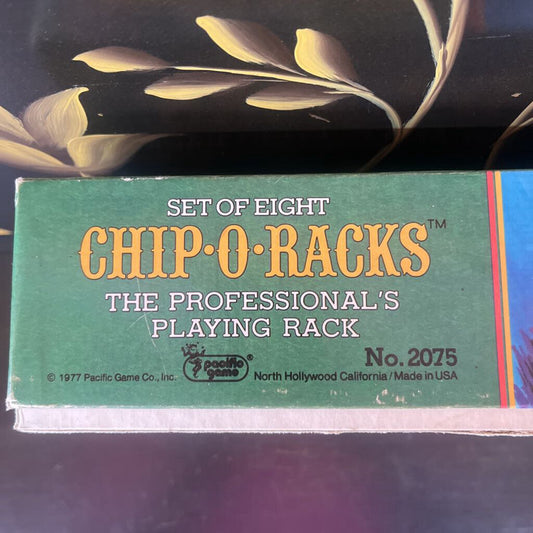 SET OF EIGHT
CHIP·O·RACKS™
THE PROFESSIONAL'S
PLAYING RACK
pacific game ®
No. 2075
© 1977 Pacific Game Co., Inc.
North Hollywood California / Made in USA